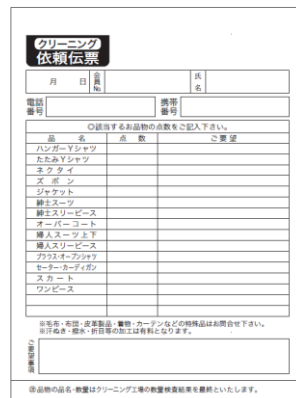 クリーニング
依頼伝票
月 日 会員No 氏名
電話番号 携帯番号
◎該当するお品物の点数をご記入下さい。
品 名 点 数 ご要望
ハンガーYシャツ
たたみYシャツ
ネクタイ
ズボン
ジャケット
紳士スーツ
紳士スリーピース
オーバーコート
婦人スーツ上下
婦人スリーピース
ブラウス・オープンシャツ
セーター・カーディガン
スカート
ワンピース
※毛布・布団・皮革製品・着物・カーテンなどの特殊品はお問合せ下さい。
※汗ぬき・撥水・折目等の加工は有料となります。
㊟品物の品名・数量はクリーニング工場の数量検査結果を最終といたします。